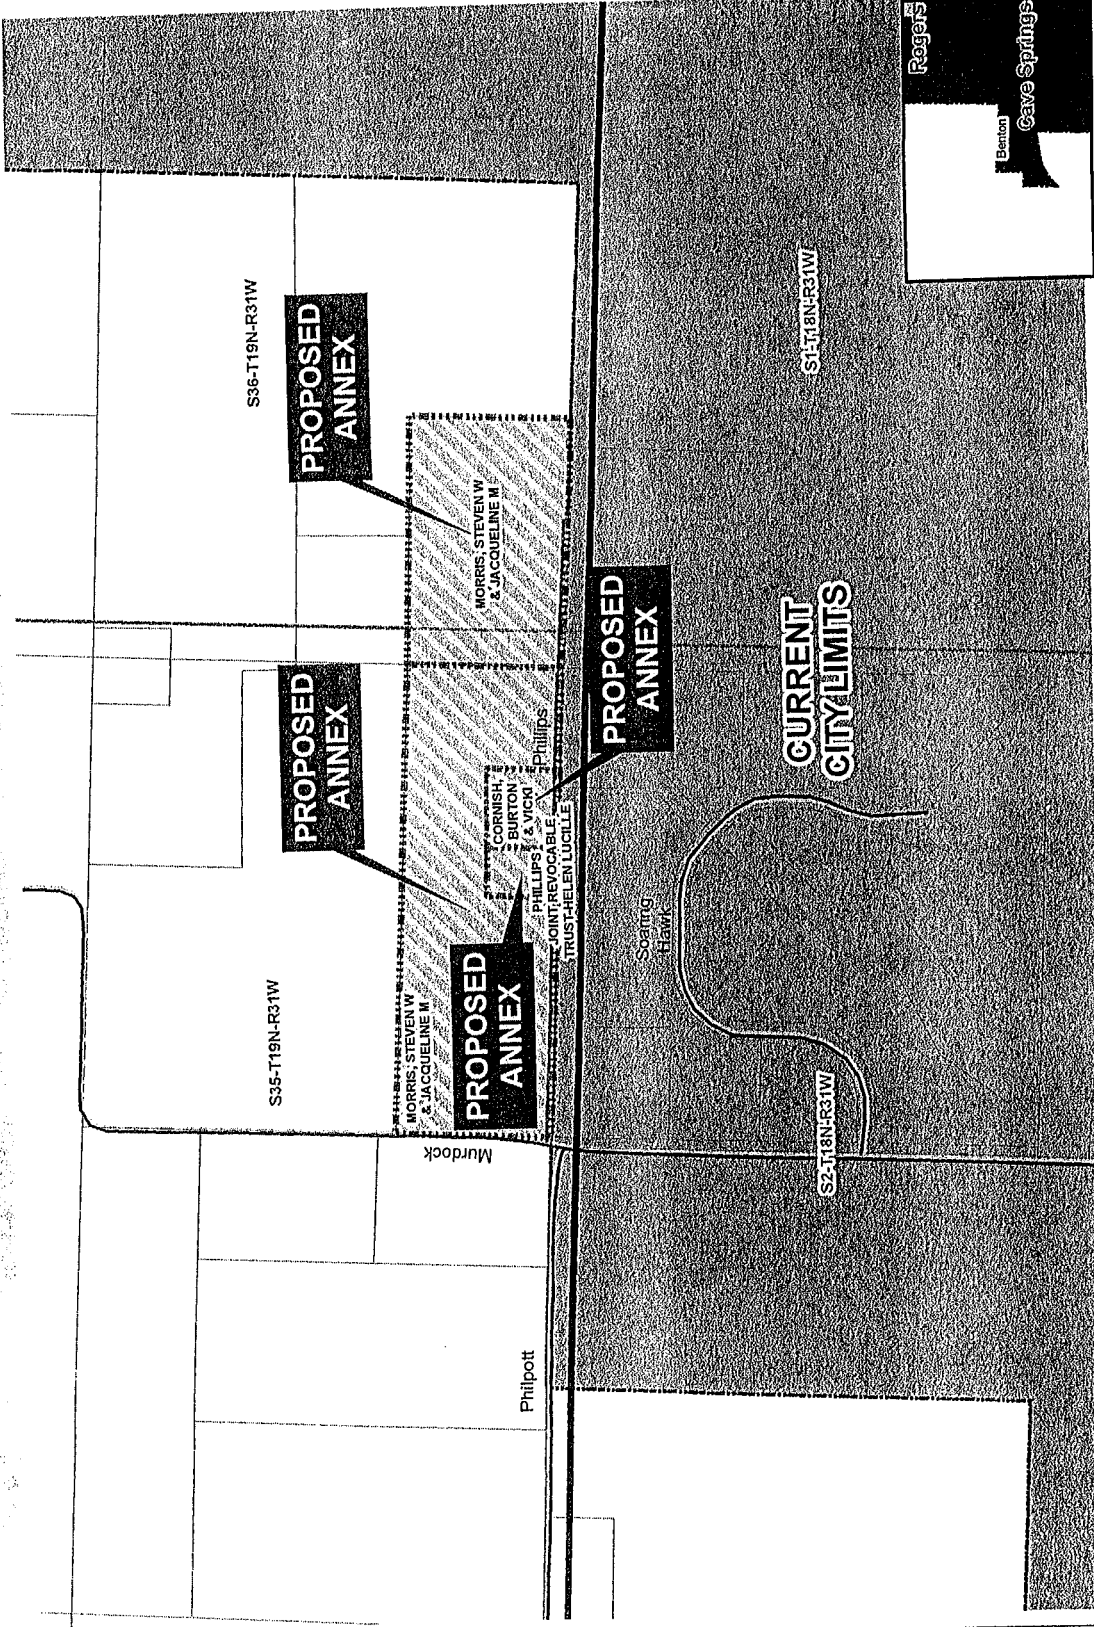 S36-T19N-R31W
PROPOSED
ANNEX
MORRIS, STEVEN W
& JACQUELINE M
PROPOSED
ANNEX
S35-T19N-R31W
MORRIS, STEVEN W
& JACQUELINE M
PROPOSED
ANNEX
CORNISH,
BURTON
& VICKI
Phillips
PHILLIPS
JOINT REVOCABLE
TRUST-HELEN LUCILLE
PROPOSED
ANNEX
Murdock
Philpott
Soaring
Hawk
CURRENT
CITY LIMITS
S2-T18N-R31W
S1-T18N-R31W
Rogers
Benton
Cave Springs